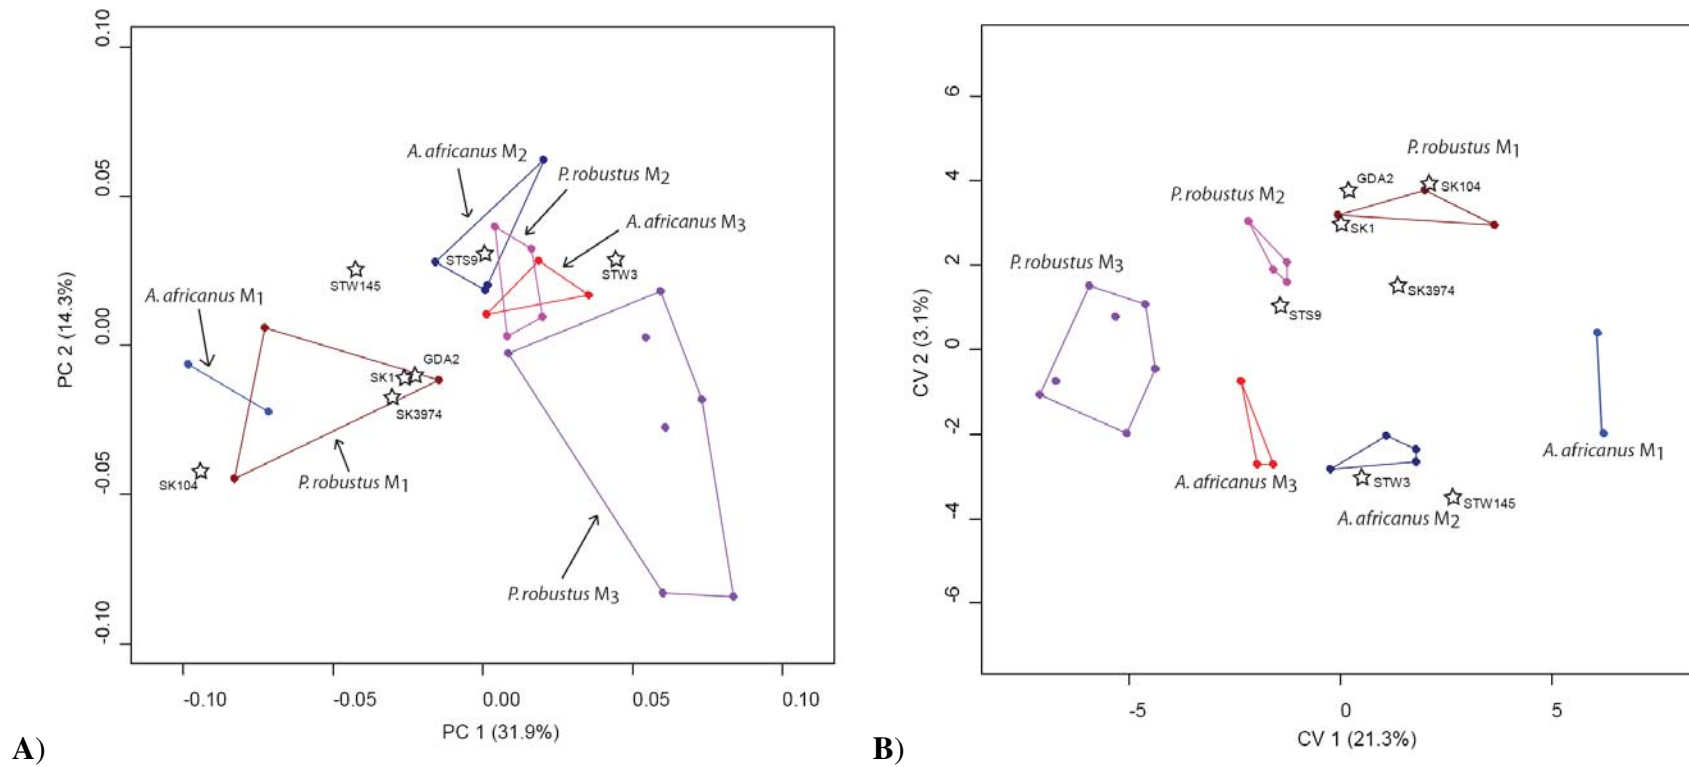 0.10
0.05
0.00
-0.05
-0.10
PC 2 (14.3%)
A. africanus M2
P. robustus M2
A. africanus M3
STS9
STW3
STW145
A. africanus M1
GDA2
SK1
SK3974
SK104
P. robustus M1
P. robustus M3
-0.10
-0.05
0.00
0.05
0.10
PC 1 (31.9%)
A)
6
4
2
0
-2
-4
-6
CV 2 (3.1%)
P. robustus M1
GDA2
SK104
P. robustus M2
SK1
P. robustus M3
SK3974
STS9
A. africanus M1
A. africanus M3
STW3
STW145
A. africanus M2
-5
0
5
CV 1 (21.3%)
B)